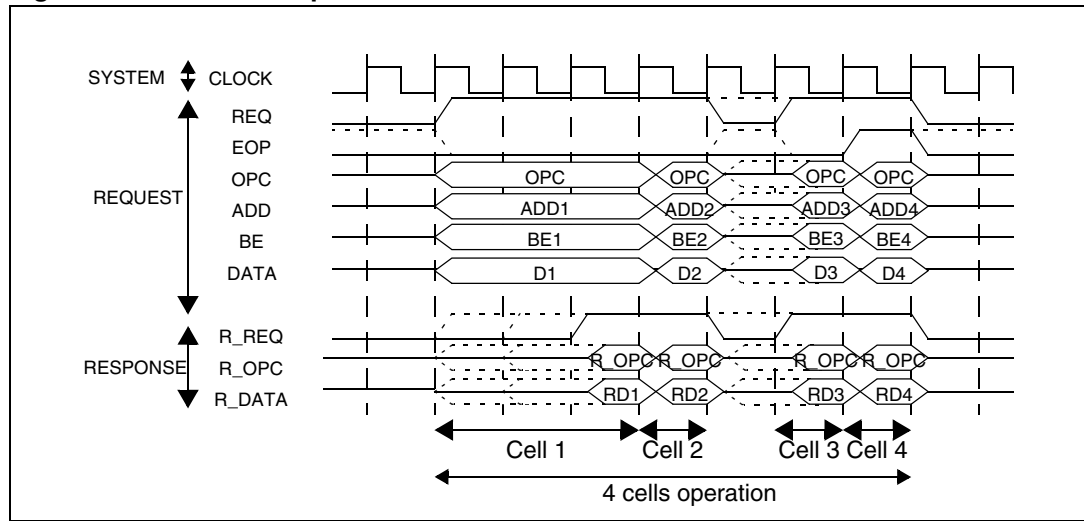 SYSTEM CLOCK
REQ
EOP
OPC OPC OPC OPC OPC
REQUEST
ADD ADD1 ADD2 ADD3 ADD4
BE BE1 BE2 BE3 BE4
DATA D1 D2 D3 D4
R_REQ
RESPONSE R_OPC R_OPC R_OPC R_OPC R_OPC
R_DATA RD1 RD2 RD3 RD4
Cell 1 Cell 2 Cell 3 Cell 4
4 cells operation